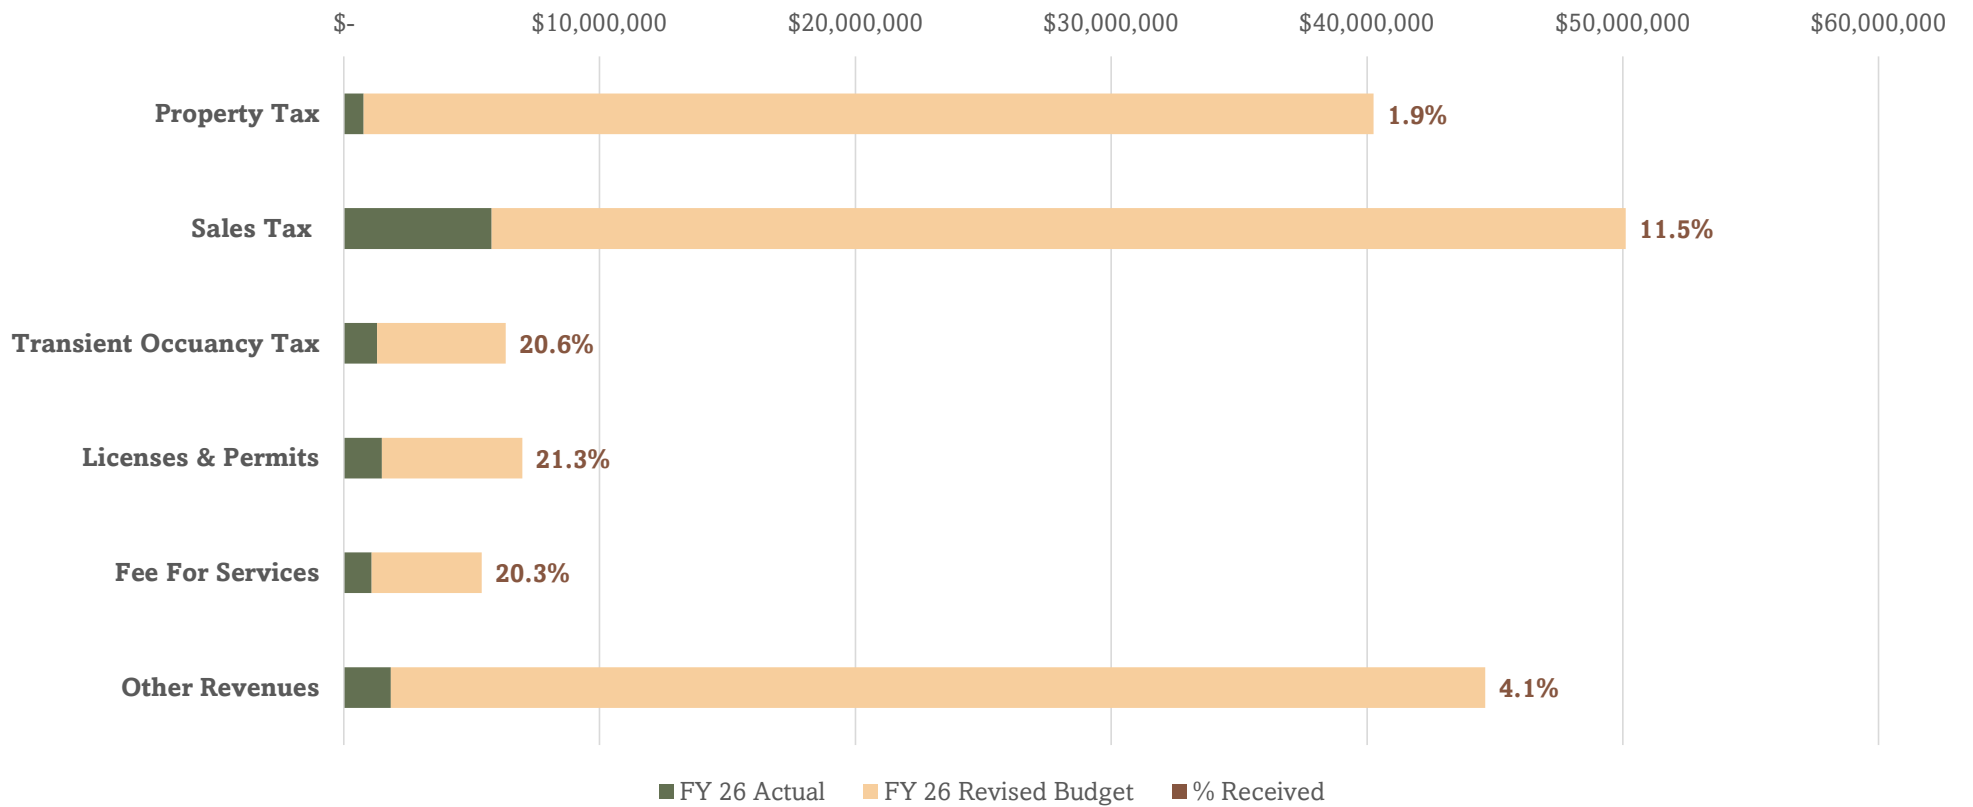 $- $10,000,000 $20,000,000 $30,000,000 $40,000,000 $50,000,000 $60,000,000
Property Tax 1.9%
Sales Tax 11.5%
Transient Occuancy Tax 20.6%
Licenses & Permits 21.3%
Fee For Services 20.3%
Other Revenues 4.1%
FY 26 Actual FY 26 Revised Budget % Received